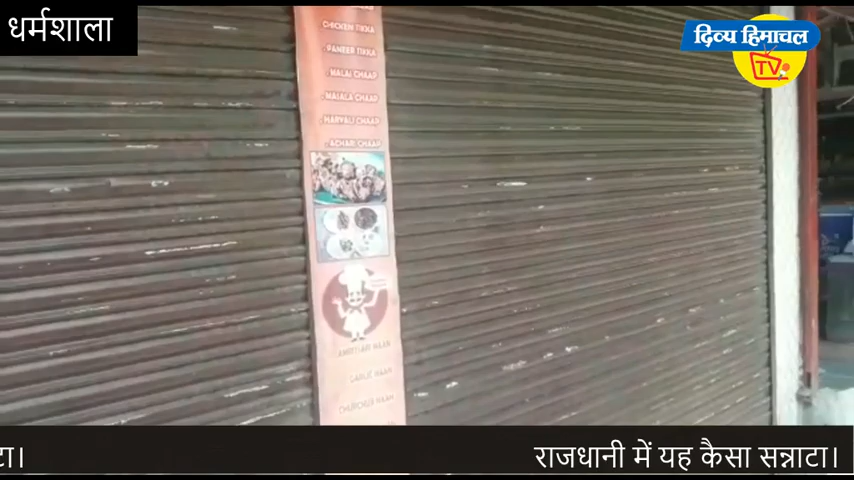 धर्मशाला
दिव्य हिमाचल
TV
CHICKEN TIKKA
PANEER TIKKA
MALAI CHAAP
MASALA CHAAP
HARYALI CHAAP
ACHARI CHAAP
AMRITSARI NAAN
GARLIC NAAN
NAAN
टा।
राजधानी में यह कैसा सन्नाटा।